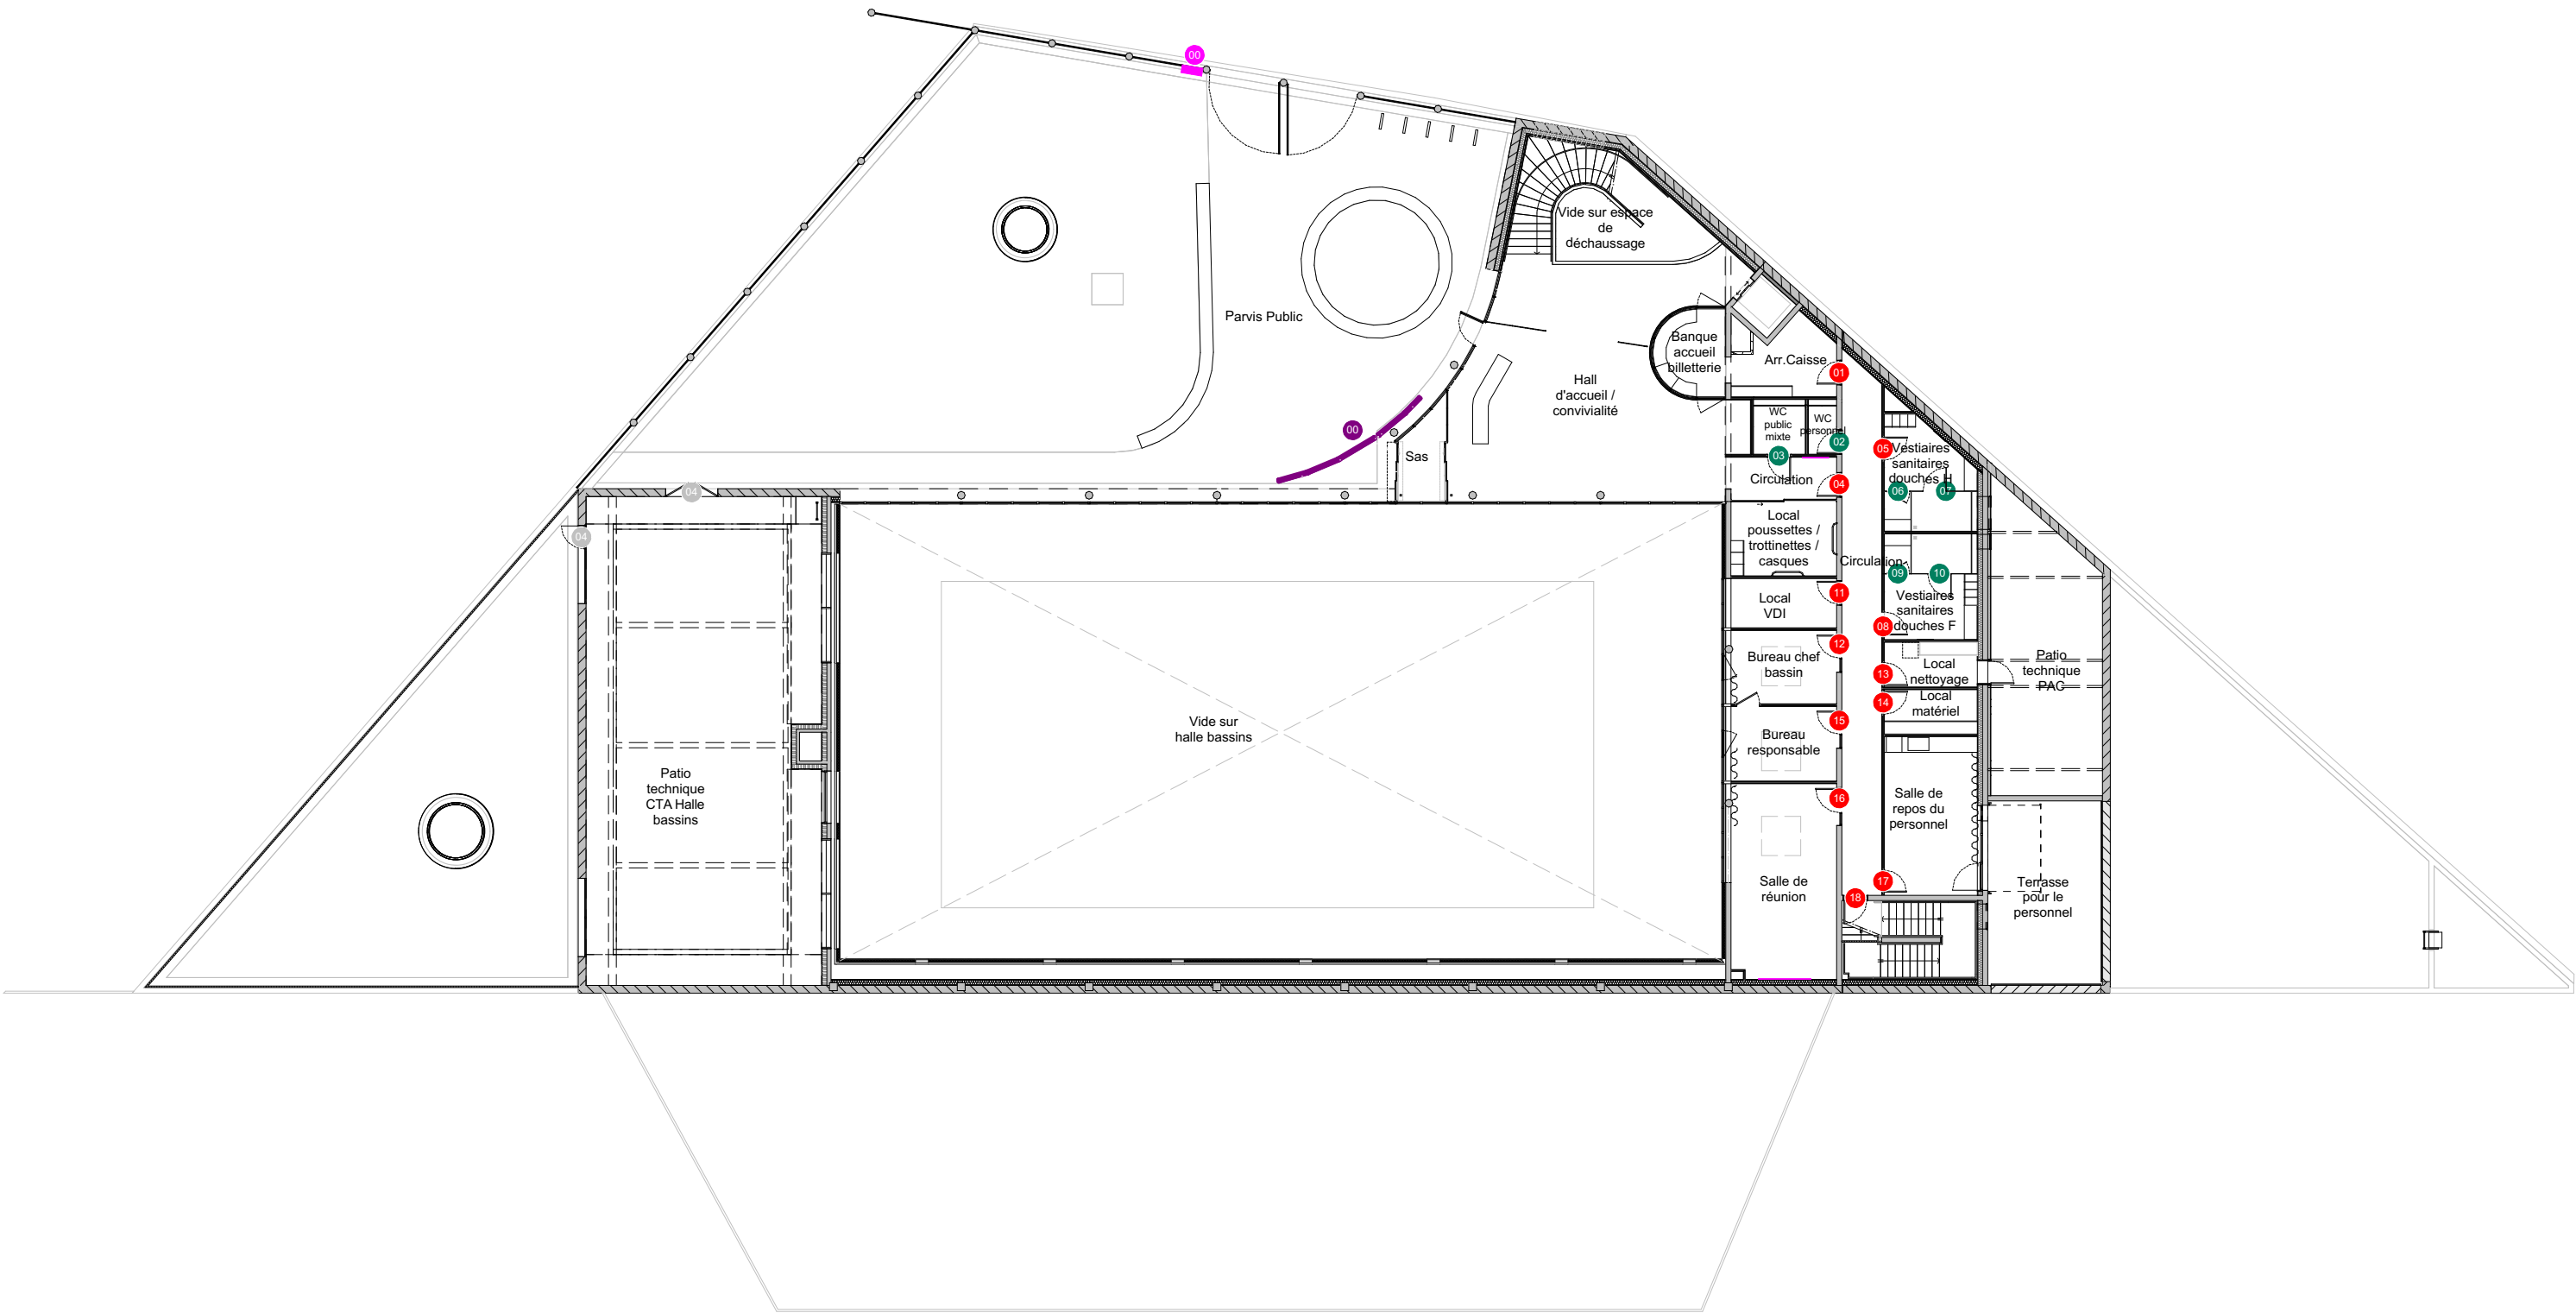 00
Vide sur espace
de
déchaussage
Parvis Public
Banque
accueil
billetterie
Arr.Caisse
01
Hall
d'accueil /
convivialité
WC
public
mixte
WC
personnel
00
02
03
Sas
05
Vestiaires
sanitaires
douches H
Circulation
04
06
07
04
04
Local
poussettes /
trottinettes /
casques
Circulation
09
10
11
Local
VDI
Vestiaires
sanitaires
douches F
08
12
Bureau chef
bassin
13
Local
nettoyage
Patio
technique
PAC
14
Local
matériel
15
Bureau
responsable
Vide sur
halle bassins
Patio
technique
CTA Halle
bassins
16
Salle de
repos du
personnel
17
Salle de
réunion
18
Terrasse
pour le
personnel